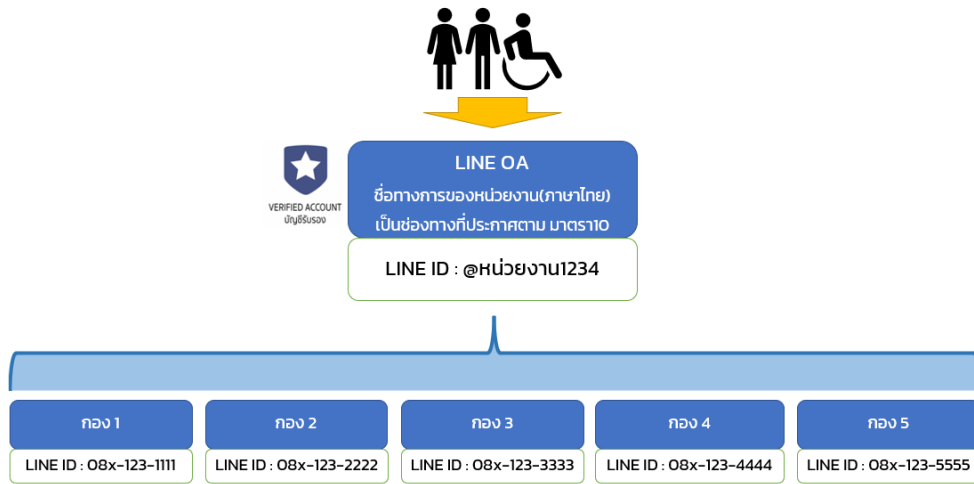 LINE OA
ชื่อทางการของหน่วยงาน(ภาษาไทย)
เป็นช่องทางที่ประกาศตาม มาตรา10
VERIFIED ACCOUNT
บัญชีรับรอง
LINE ID : @หน่วยงาน1234
กอง 1
กอง 2
กอง 3
กอง 4
กอง 5
LINE ID : 08x-123-1111
LINE ID : 08x-123-2222
LINE ID : 08x-123-3333
LINE ID : 08x-123-4444
LINE ID : 08x-123-5555